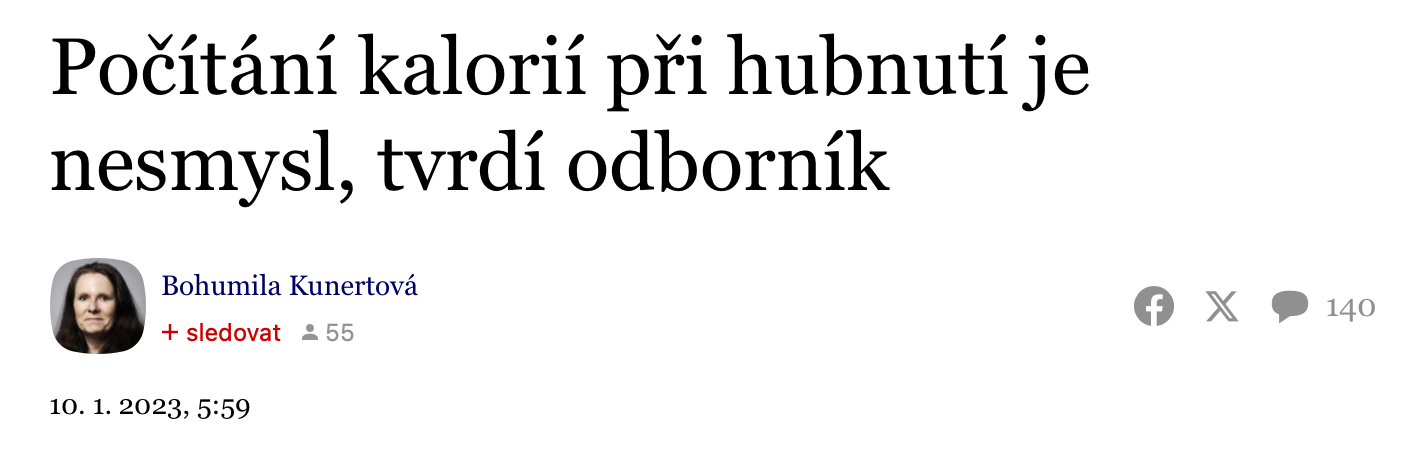 Počítání kalorií při hubnutí je
nesmysl, tvrdí odborník
Bohumila Kunertová
+ sledovat 55
140
10. 1. 2023, 5:59